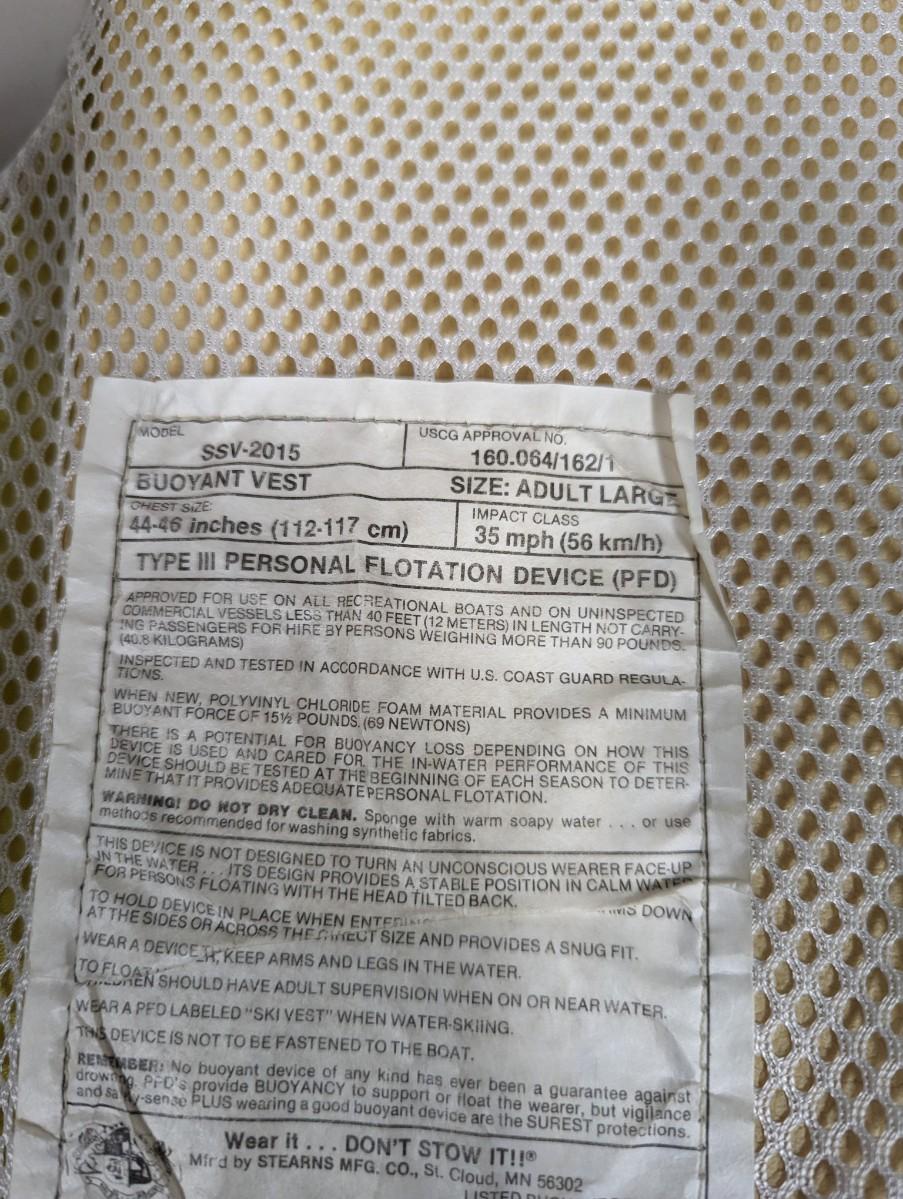 MODEL
SSV-2015
USCG APPROVAL NO.
160.064/162/1
BUOYANT VEST
SIZE: ADULT LARGE
CHEST SIZE:
44-46 inches (112-117 cm)
IMPACT CLASS
35 mph (56 km/h)
TYPE III PERSONAL FLOTATION DEVICE (PFD)
APPROVED FOR USE ON ALL RECREATIONAL BOATS AND ON UNINSPECTED
COMMERCIAL VESSELS LESS THAN 40 FEET (12 METERS) IN LENGTH NOT CARRY-
ING PASSENGERS FOR HIRE BY PERSONS WEIGHING MORE THAN 90 POUNDS.
(40.8 KILOGRAMS)
INSPECTED AND TESTED IN ACCORDANCE WITH U.S. COAST GUARD REGULA-
TIONS.
WHEN NEW, POLYVINYL CHLORIDE FOAM MATERIAL PROVIDES A MINIMUM
BUOYANT FORCE OF 15½ POUNDS. (69 NEWTONS)
THERE IS A POTENTIAL FOR BUOYANCY LOSS DEPENDING ON HOW THIS
DEVICE IS USED AND CARED FOR. THE IN-WATER PERFORMANCE OF THIS
DEVICE SHOULD BE TESTED AT THE BEGINNING OF EACH SEASON TO DETER-
MINE THAT IT PROVIDES ADEQUATE PERSONAL FLOTATION.
WARNING! DO NOT DRY CLEAN. Sponge with warm soapy water . . . or use
methods recommended for washing synthetic fabrics.
THIS DEVICE IS NOT DESIGNED TO TURN AN UNCONSCIOUS WEARER FACE-UP
IN THE WATER . . . ITS DESIGN PROVIDES A STABLE POSITION IN CALM WATER
FOR PERSONS FLOATING WITH THE HEAD TILTED BACK.
TO HOLD DEVICE IN PLACE WHEN ENTERING DOWN
AT THE SIDES OR ACROSS THE
WEAR A DEVICE SIZE AND PROVIDES A SNUG FIT.
TO FLOAT KEEP ARMS AND LEGS IN THE WATER.
CHILDREN SHOULD HAVE ADULT SUPERVISION WHEN ON OR NEAR WATER.
WEAR A PFD LABELED "SKI VEST" WHEN WATER-SKIING.
THIS DEVICE IS NOT TO BE FASTENED TO THE BOAT.
REMEMBER: No buoyant device of any kind has ever been a guarantee against
drowning. PFD's provide BUOYANCY to support or float the wearer, but vigilance
and safety-sense PLUS wearing a good buoyant device are the SUREST protections.
Wear it . . . DON'T STOW IT!!®
Mfr'd by STEARNS MFG. CO., St. Cloud, MN 56302
LISTED